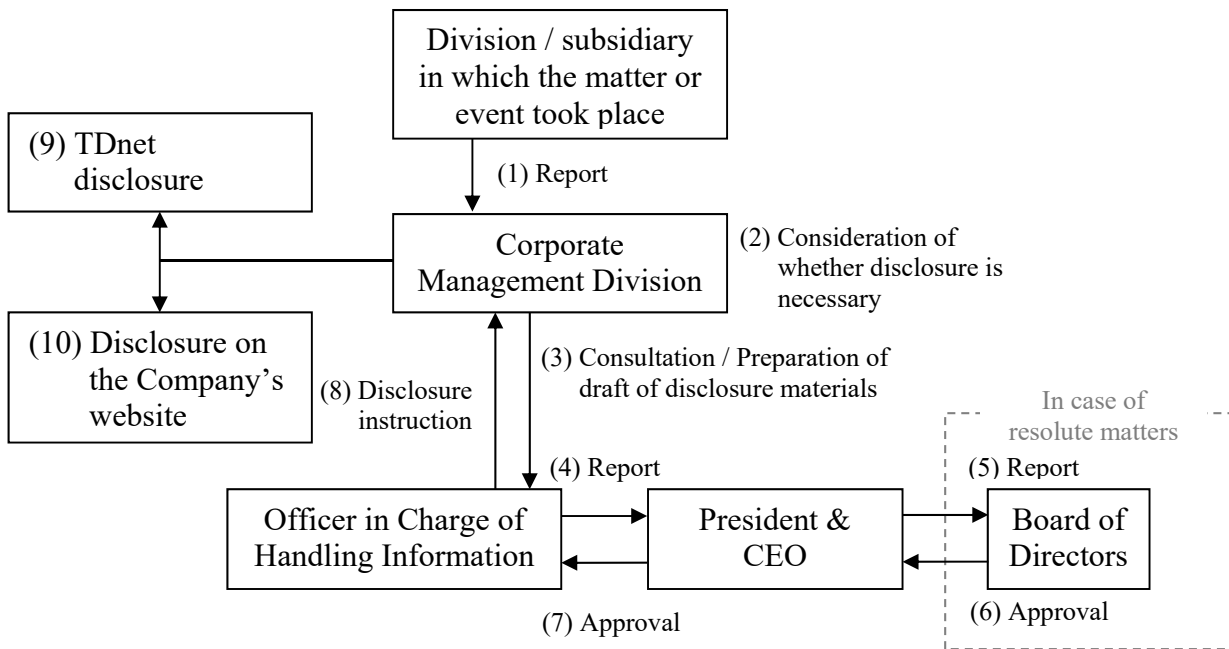 Division / subsidiary
in which the matter or
event took place
(9) TDnet
disclosure
(1) Report
Corporate
Management Division
(2) Consideration of
whether disclosure is
necessary
(10) Disclosure on
the Company's
website
(3) Consultation / Preparation of
draft of disclosure materials
(8) Disclosure
instruction
In case of
resolute matters
(4) Report
(5) Report
Officer in Charge of
Handling Information
President &
CEO
Board of
Directors
(7) Approval
(6) Approval